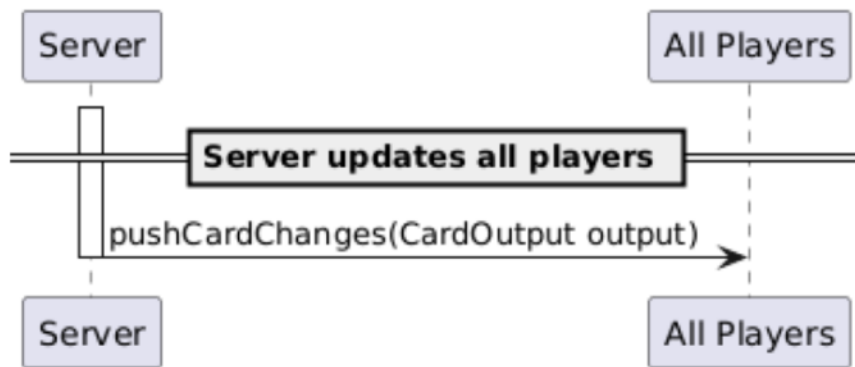 Server
All Players
Server updates all players
pushCardChanges(CardOutput output)
Server
All Players